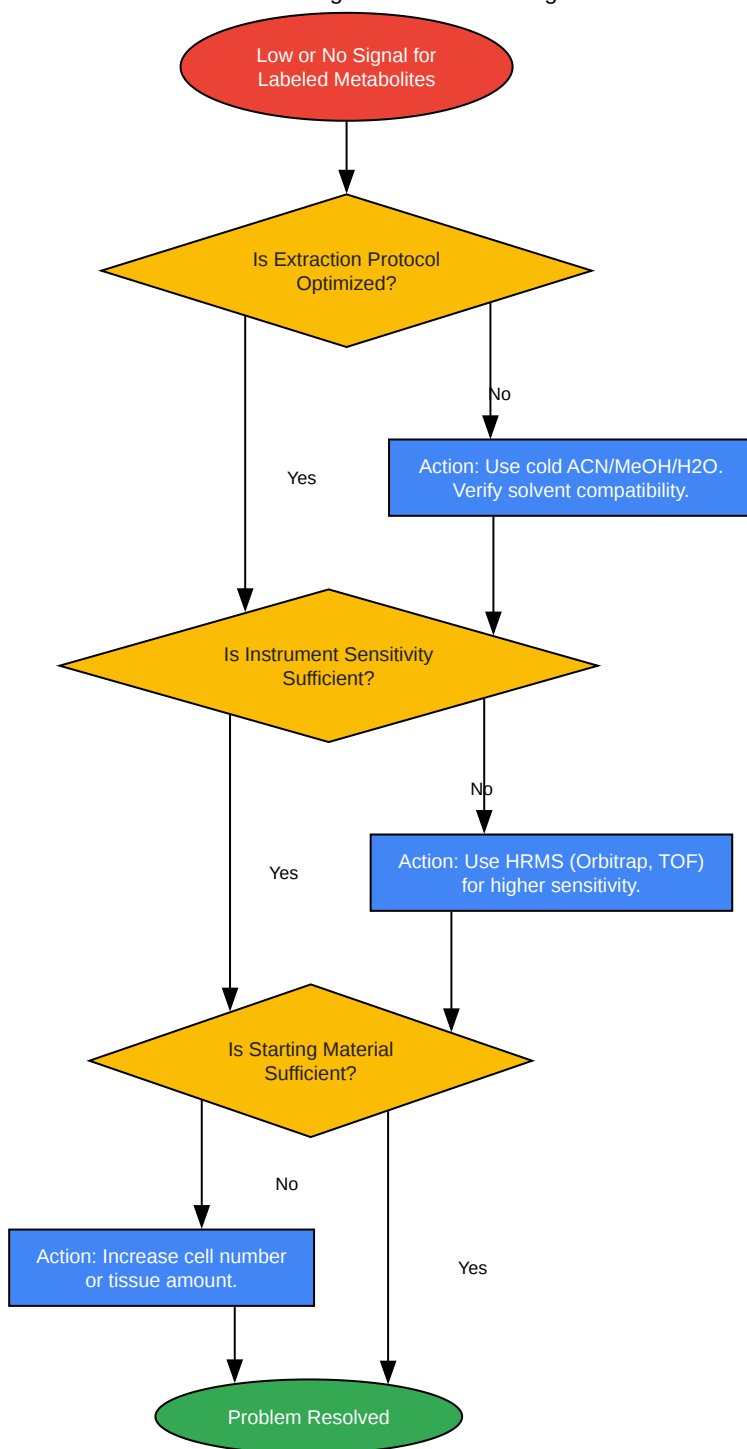 Low or No Signal for
Labeled Metabolites
Is Extraction Protocol
Optimized?
No
Action: Use cold ACN/MeOH/H2O.
Verify solvent compatibility.
Yes
Is Instrument Sensitivity
Sufficient?
No
Action: Use HRMS (Orbitrap, TOF)
for higher sensitivity.
Yes
Is Starting Material
Sufficient?
No
Action: Increase cell number
or tissue amount.
Yes
Problem Resolved